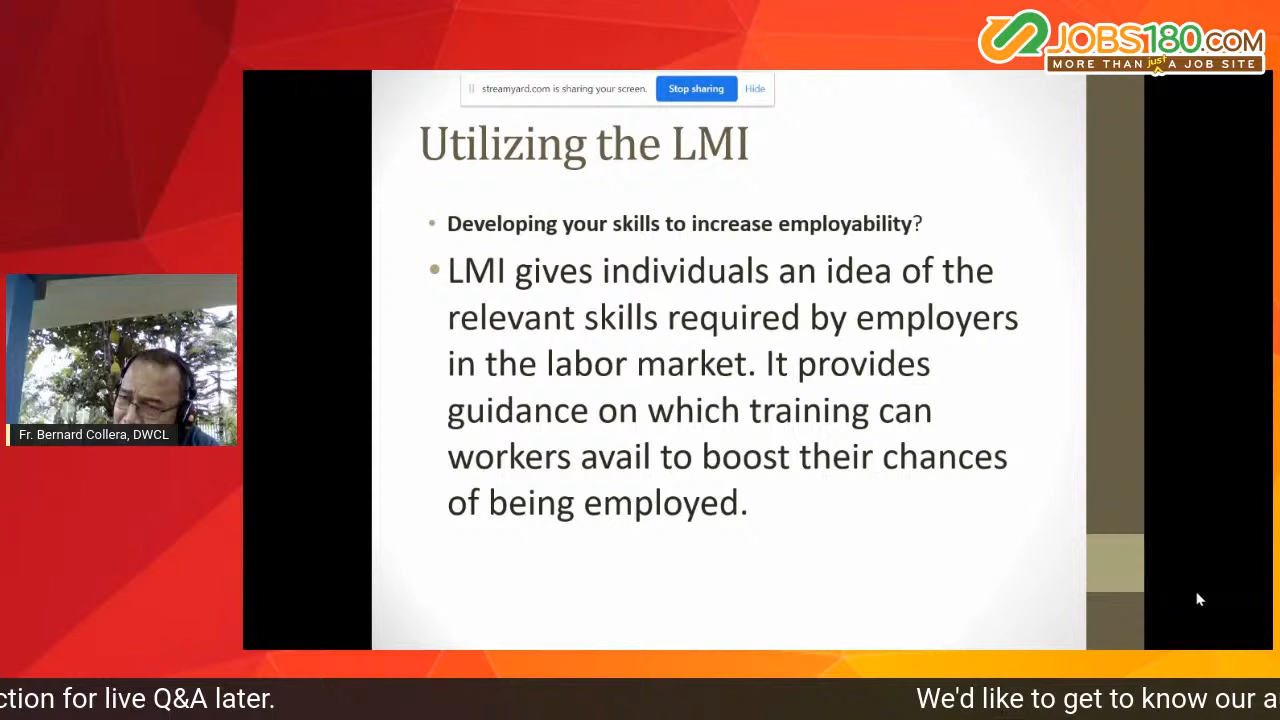 JOBS180.COM
MORE THAN just A JOB SITE
streamyard.com is sharing your screen. Stop sharing Hide
Utilizing the LMI
• Developing your skills to increase employability?
• LMI gives individuals an idea of the
relevant skills required by employers
in the labor market. It provides
guidance on which training can
workers avail to boost their chances
of being employed.
Fr. Bernard Collera, DWCL
ction for live Q&A later. We'd like to get to know our a